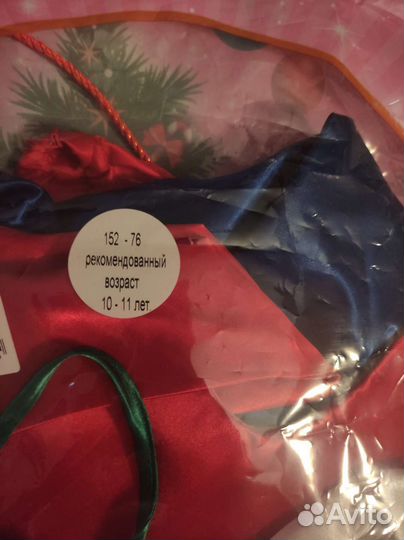 152 - 76
рекомендованный
возраст
10 - 11 лет
Avito